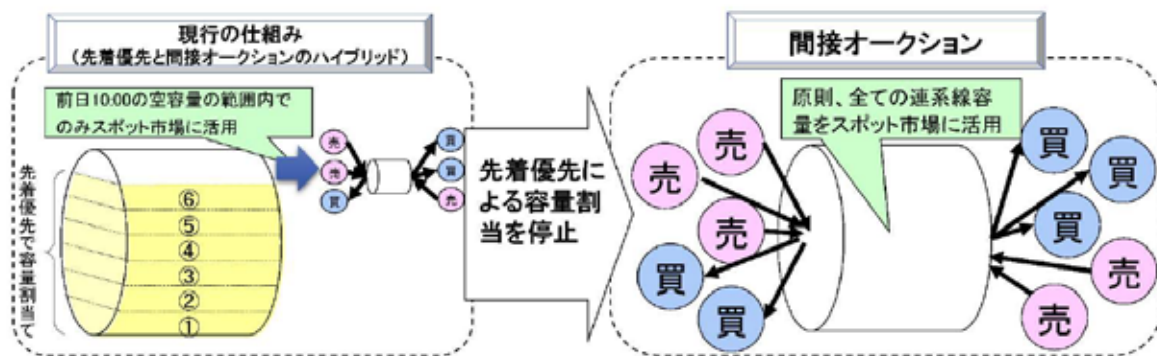 現行の仕組み
（先着優先と間接オークションのハイブリッド）
前日10:00の空容量の範囲内で
のみスポット市場に活用
先着優先で容量割当て
⑥
⑤
④
③
②
①
売
売
買
買
買
売
先着優先に
よる容量割
当を停止
間接オークション
原則、全ての連系線容
量をスポット市場に活用
売
売
売
買
買
買
買
買
売
売